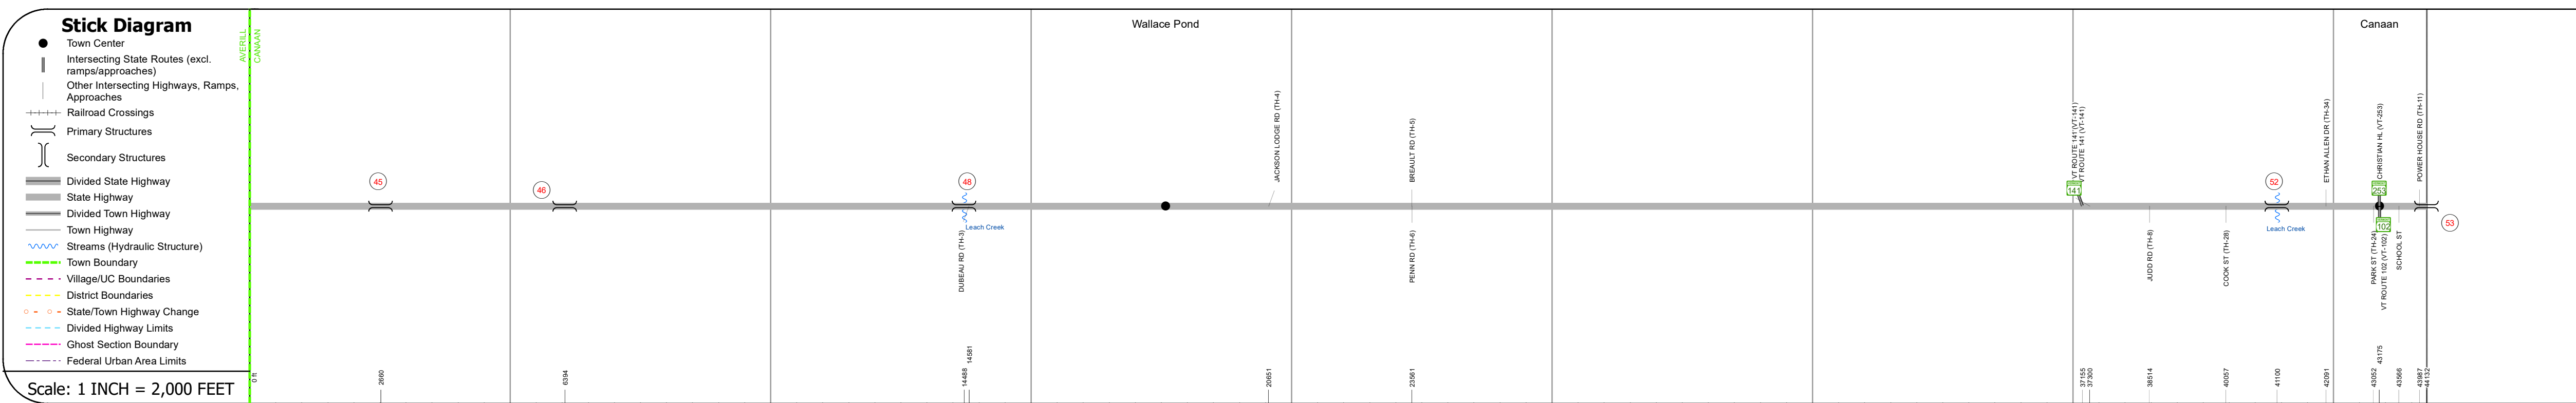 Stick Diagram
Town Center
Intersecting State Routes (excl.
ramps/approaches)
Other Intersecting Highways, Ramps,
Approaches
Railroad Crossings
Primary Structures
Secondary Structures
Divided State Highway
State Highway
Divided Town Highway
Town Highway
Streams (Hydraulic Structure)
Town Boundary
Village/UC Boundaries
District Boundaries
State/Town Highway Change
Divided Highway Limits
Ghost Section Boundary
Federal Urban Area Limits
Scale: 1 INCH = 2,000 FEET
AVERILL
CANAAN
Wallace Pond
Canaan
45
46
48
Leach Creek
DUBEAU RD (TH-3)
JACKSON LODGE RD (TH-4)
BREAULT RD (TH-5)
PENN RD (TH-6)
VT ROUTE 141 (VT-141)
VT ROUTE 141 (VT-141)
141
JUDD RD (TH-8)
COOK ST (TH-28)
52
Leach Creek
ETHAN ALLEN DR (TH-34)
CHRISTIAN HL (VT-253)
253
102
PARK ST (TH-24)
VT ROUTE 102 (VT-102)
SCHOOL ST
POWER HOUSE RD (TH-11)
53
0 ft
2660
6394
14488
14581
20651
23561
37155
37300
38514
40057
41100
42091
43052
43175
43566
43987
44132